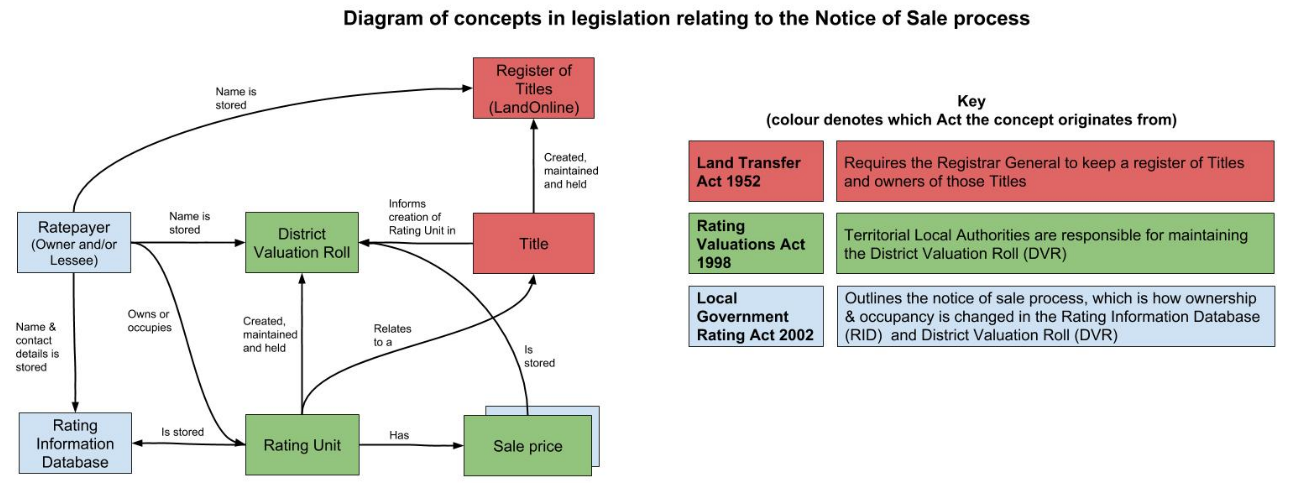 Diagram of concepts in legislation relating to the Notice of Sale process
Register of
Titles
(LandOnline)
Name is
stored
Created,
maintained
and held
Ratepayer
(Owner and/or
Lessee)
Name is
stored
District
Valuation Roll
Informs
creation of
Rating Unit in
Title
Name &
contact
details is
stored
Owns or
occupies
Created,
maintained
and held
Relates
to a
Is
stored
Rating
Information
Database
Is stored
Rating Unit
Has
Sale price
Key
(colour denotes which Act the concept originates from)
Land Transfer
Act 1952
Requires the Registrar General to keep a register of Titles
and owners of those Titles
Rating
Valuations Act
1998
Territorial Local Authorities are responsible for maintaining
the District Valuation Roll (DVR)
Local
Government
Rating Act 2002
Outlines the notice of sale process, which is how ownership
& occupancy is changed in the Rating Information Database
(RID) and District Valuation Roll (DVR)